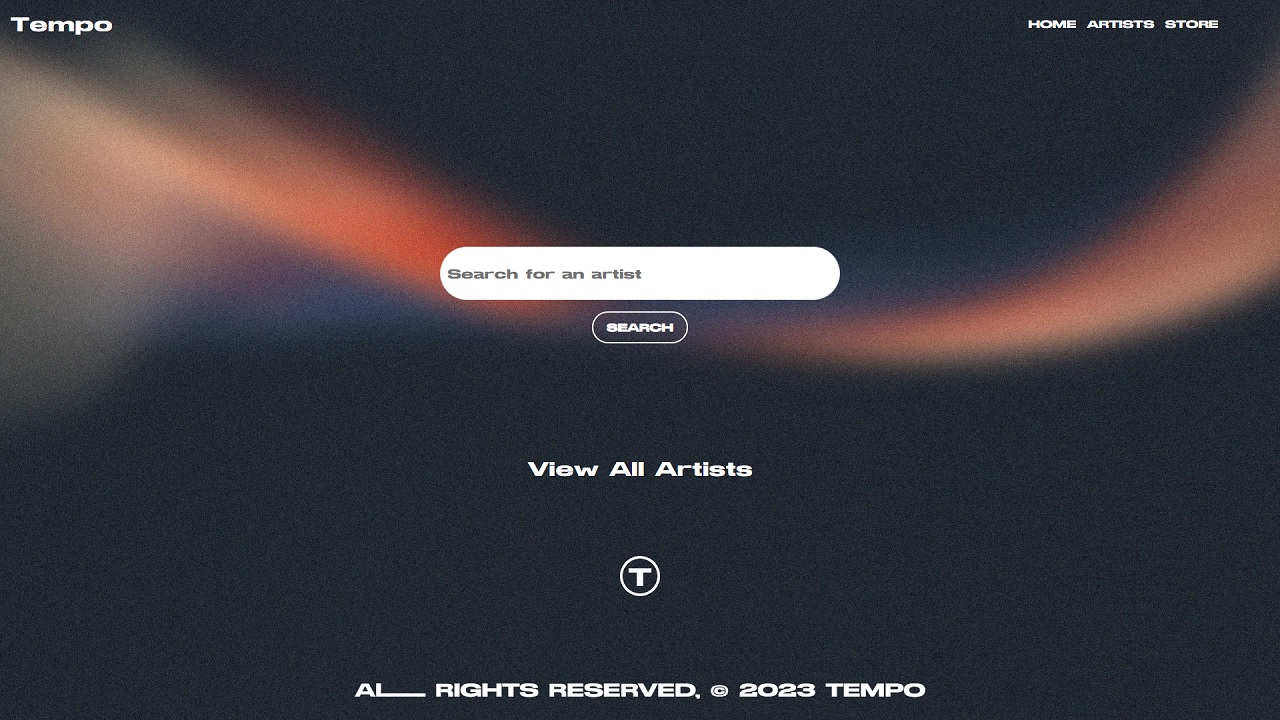 Tempo
HOME ARTISTS STORE
Search for an artist
SEARCH
View All Artists
T
ALL RIGHTS RESERVED, © 2023 TEMPO